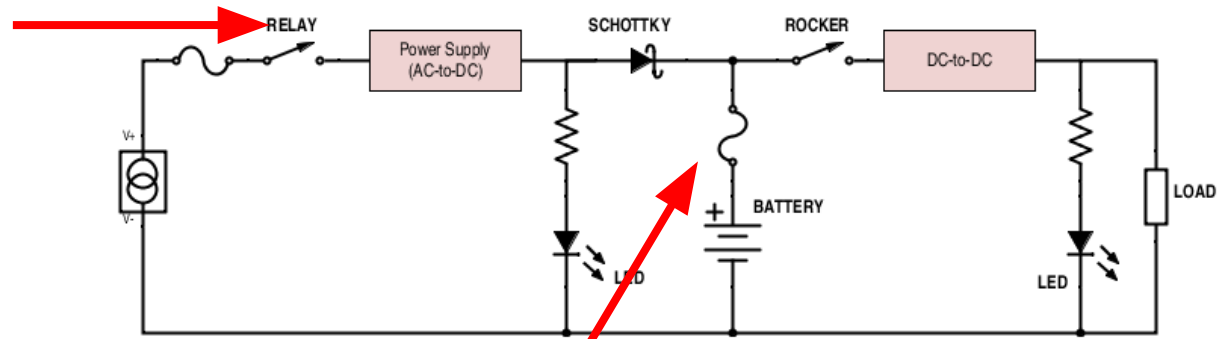 RELAY
SCHOTTKY
ROCKER
Power Supply
(AC-to-DC)
DC-to-DC
V+
V-
BATTERY
LOAD
LED
LED